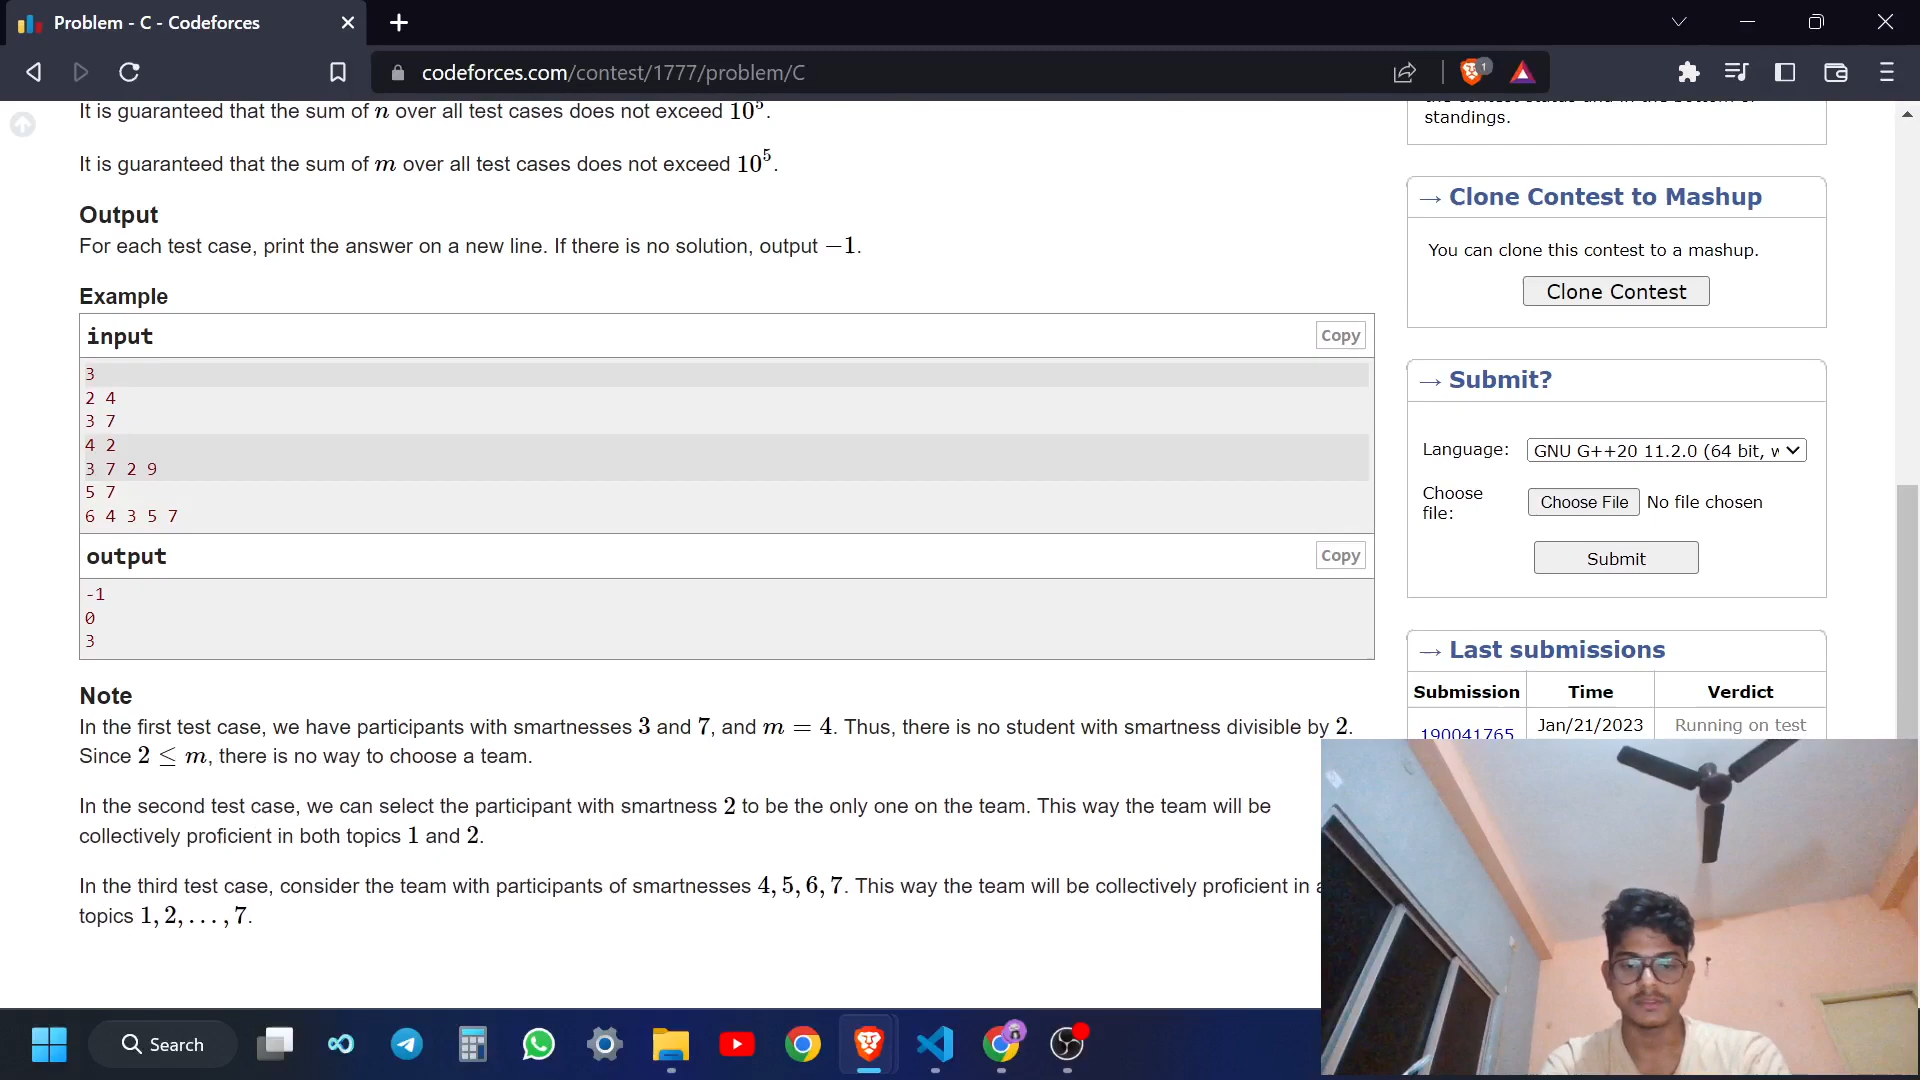 Problem - C - Codeforces
codeforces.com/contest/1777/problem/C
1
It is guaranteed that the sum of n over all test cases does not exceed 10^5.
It is guaranteed that the sum of m over all test cases does not exceed 10^5.
Output
For each test case, print the answer on a new line. If there is no solution, output −1.
Example
input
Copy
3
2 4
3 7
4 2
3 7 2 9
5 7
6 4 3 5 7
output
Copy
-1
0
3
Note
In the first test case, we have participants with smartnesses 3 and 7, and m = 4. Thus, there is no student with smartness divisible by 2.
Since 2 ≤ m, there is no way to choose a team.
In the second test case, we can select the participant with smartness 2 to be the only one on the team. This way the team will be
collectively proficient in both topics 1 and 2.
In the third test case, consider the team with participants of smartnesses 4, 5, 6, 7. This way the team will be collectively proficient in
topics 1, 2, …, 7.
standings.
→ Clone Contest to Mashup
You can clone this contest to a mashup.
Clone Contest
→ Submit?
Language:
GNU G++20 11.2.0 (64 bit, w
Choose
file:
Choose File No file chosen
Submit
→ Last submissions
Submission Time Verdict
190041765 Jan/21/2023 Running on test
Search